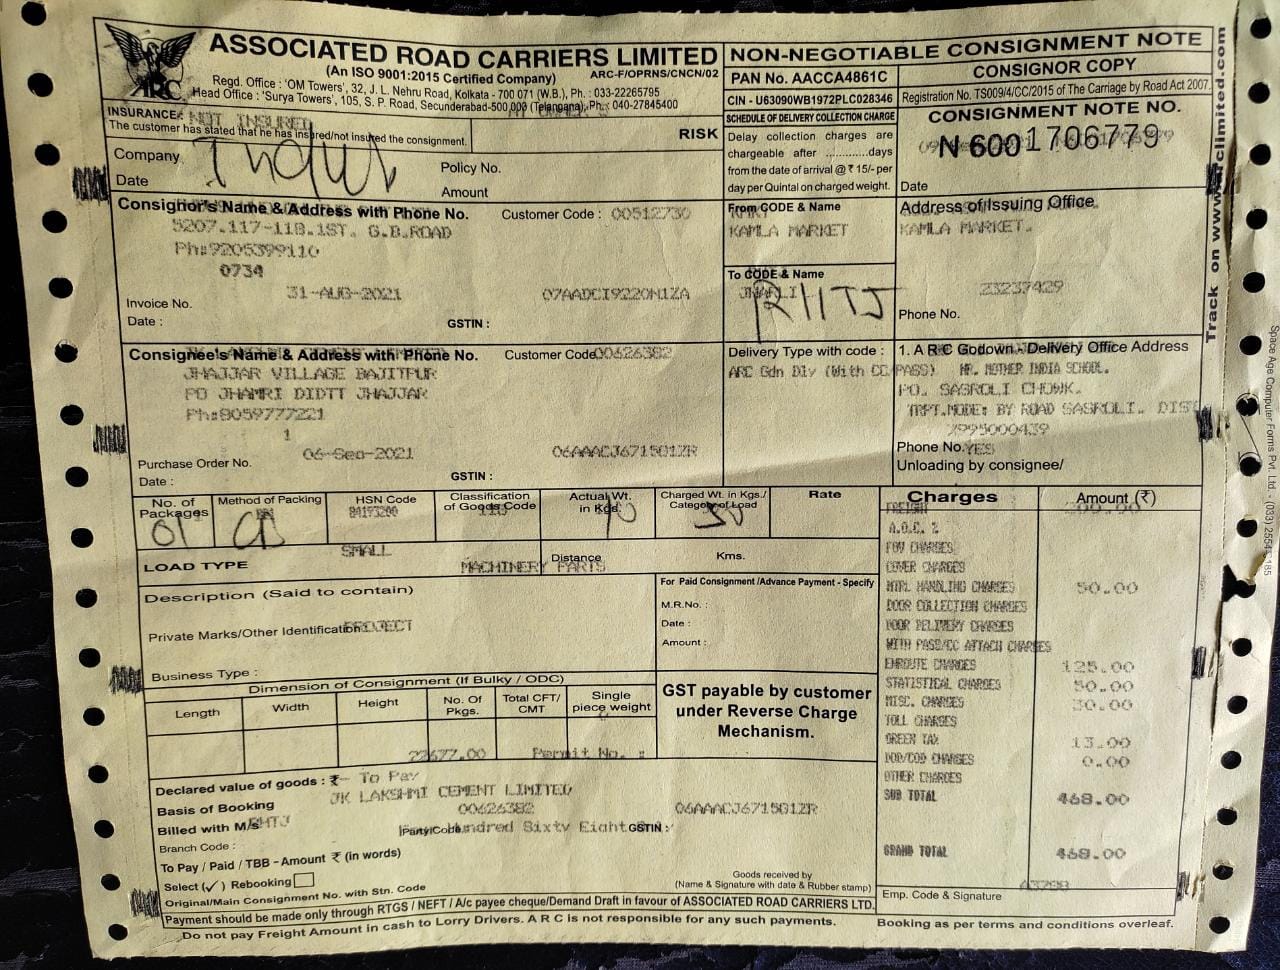 ASSOCIATED ROAD CARRIERS LIMITED
(An ISO 9001:2015 Certified Company) ARC-F/OPRNS/CNCN/02
Regd. Office : 'OM Towers', 32, J. L. Nehru Road, Kolkata - 700 071 (W.B.), Ph. : 033-22265795
Head Office : 'Surya Towers', 105, S. P. Road, Secunderabad-500 003 (Telangana), Ph. : 040-27845400
ARC
NON-NEGOTIABLE CONSIGNMENT NOTE
PAN No. AACCA4861C
CONSIGNOR COPY
CIN - U63090WB1972PLC028346
Registration No. TS009/4/CC/2015 of The Carriage by Road Act 2007.
INSURANCE: NOT INSURED
The customer has stated that he has insured/not insured the consignment.
RISK
Company
Policy No.
Date
Amount
SCHEDULE OF DELIVERY COLLECTION CHARGE
Delay collection charges are
chargeable after .............days
from the date of arrival @ ₹ 15/- per
day per Quintal on charged weight.
CONSIGNMENT NOTE NO.
N 6001706779
Date
Consignor's Name & Address with Phone No. Customer Code : 00512730
5207.117-118.1ST. G.B.ROAD
Ph:9205399110
0734
31-AUG-2021 07AADCI9220N1ZA
Invoice No.
Date : GSTIN :
From CODE & Name
KAMLA MARKET
To CODE & Name
JHARLI
RHTJ
Address of Issuing Office
KAMLA MARKET.
23237429
Phone No.
Consignee's Name & Address with Phone No. Customer Code 00626382
JHAJJAR VILLAGE BAJITPUR
PO JHAMRI DIDTT JHAJJAR
Ph:8059777221
1
06-Sep-2021 06AAACJ6715G1ZR
Purchase Order No.
Date : GSTIN :
Delivery Type with code :
ARC Gdn Dlv (With CC/PASS)
1. A R C Godown - Delivery Office Address
NR. MOTHER INDIA SCHOOL.
PO. SASROLI CHOWK.
TRPT.MODE: BY ROAD SASROLI. DIST
7995000439
Phone No. YES
Unloading by consignee/
No. of Packages
01
Method of Packing
HSN Code
84193200
Classification of Goods Code
Actual Wt. in Kgs.
Charged Wt. in Kgs./ Category of Load
Rate
SMALL
LOAD TYPE
Distance Kms.
MACHINERY PARTS
Description (Said to contain)
Private Marks/Other Identification PROJECT
Business Type :
For Paid Consignment /Advance Payment - Specify
M.R.No. :
Date :
Amount :
Dimension of Consignment (If Bulky / ODC)
Length Width Height No. Of Pkgs. Total CFT/ CMT Single piece weight
22677.00 Permit No. :
GST payable by customer
under Reverse Charge
Mechanism.
Charges Amount (₹)
FREIGHT 200.00
A.O.C. %
FOV CHARGES
COVER CHARGES
MTRL HANDLING CHARGES 50.00
DOOR COLLECTION CHARGES
DOOR DELIVERY CHARGES
WITH PASS/CC ATTACH CHARGES
ENROUTE CHARGES 125.00
STATISTICAL CHARGES 50.00
MISC. CHARGES 30.00
TOLL CHARGES
GREEN TAX 13.00
DOD/COD CHARGES 0.00
OTHER CHARGES
SUB TOTAL 468.00
GRAND TOTAL 468.00
Emp. Code & Signature
Declared value of goods : ₹ To Pay
JK LAKSHMI CEMENT LIMITED
Basis of Booking 00626382 06AAACJ6715G1ZR
Billed with M/s RHTJ Party Code Hundred Sixty Eight GSTIN :
Branch Code :
To Pay / Paid / TBB - Amount ₹ (in words)
Select (✓) Rebooking
Original/Main Consignment No. with Stn. Code
Goods received by
(Name & Signature with date & Rubber stamp)
Payment should be made only through RTGS / NEFT / A/c payee cheque/Demand Draft in favour of ASSOCIATED ROAD CARRIERS LTD.
Do not pay Freight Amount in cash to Lorry Drivers. A R C is not responsible for any such payments.
Booking as per terms and conditions overleaf.
Track on www.arclimited.com